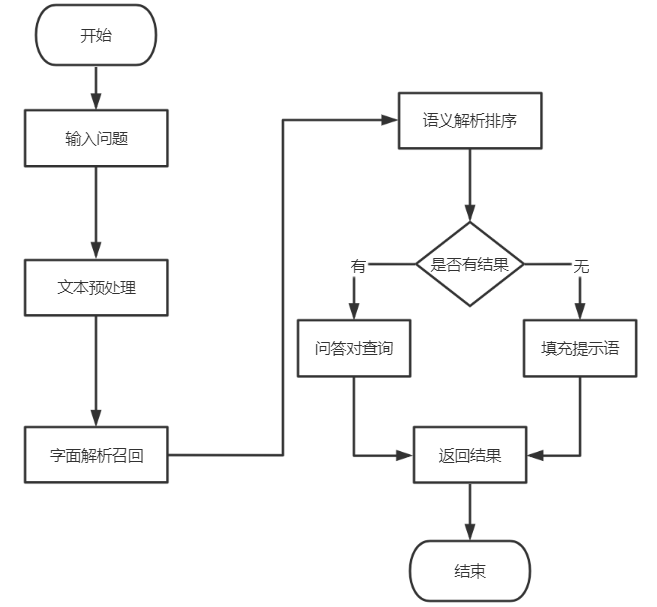 开始
输入问题
文本预处理
字面解析召回
语义解析排序
是否有结果
有
无
问答对查询
填充提示语
返回结果
结束